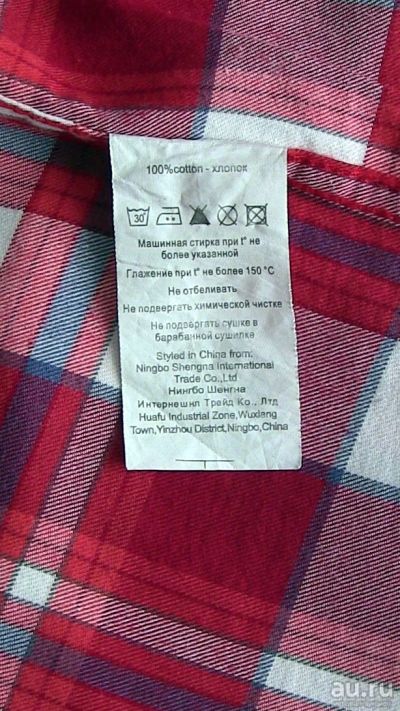 100%cotton - хлопок
30
Машинная стирка при t° не
более указанной
Глажение при t° не более 150 °C
Не отбеливать
Не подвергать химической чистке
Не подвергать сушке в
барабанной сушилке
Styled in China from:
Ningbo Shengna International
Trade Co.,Ltd
Нингбо Шенгна
Интернешнл Трейд Ко., Лтд
Huafu Industrial Zone,Wuxiang
Town,Yinzhou District,Ningbo,China
au.ru